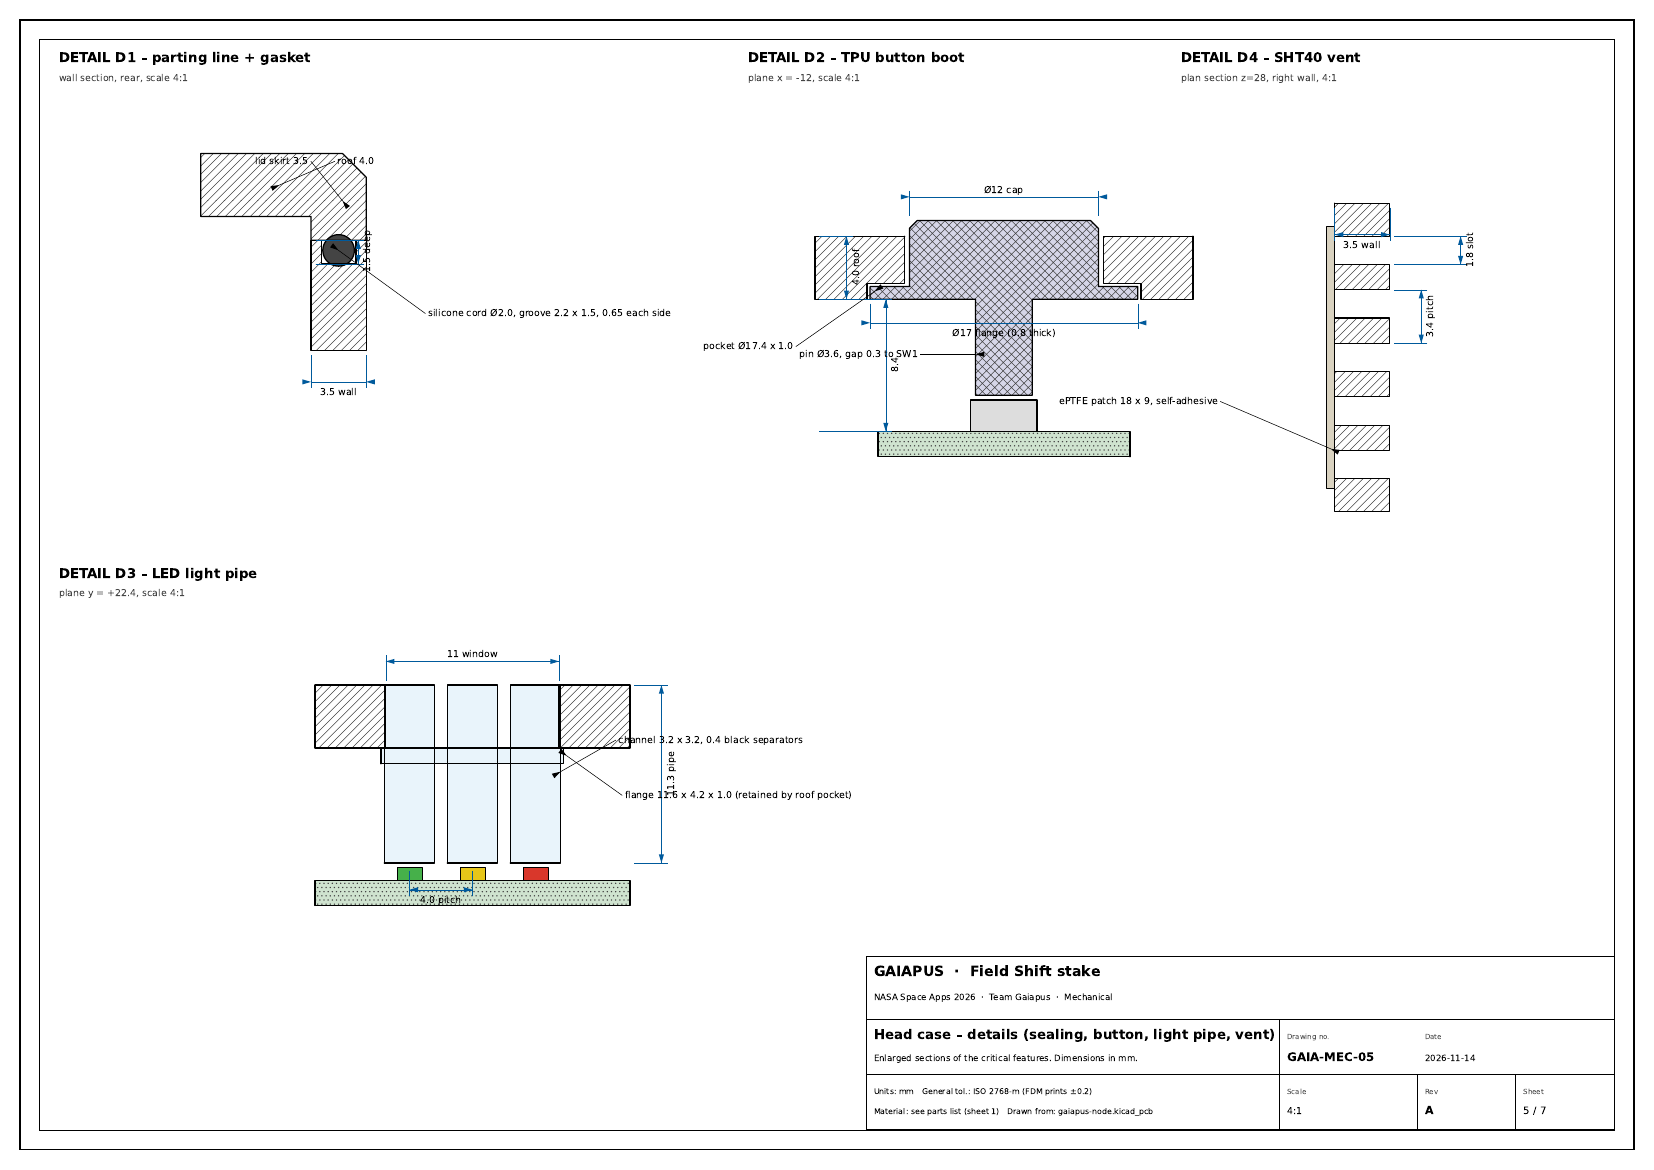 DETAIL D1 – parting line + gasket
wall section, rear, scale 4:1
lid skirt 3.5
roof 4.0
1.5 deep
silicone cord Ø2.0, groove 2.2 x 1.5, 0.65 each side
3.5 wall
DETAIL D2 – TPU button boot
plane x = -12, scale 4:1
Ø12 cap
4.0 roof
Ø17 flange (0.8 thick)
pocket Ø17.4 x 1.0
pin Ø3.6, gap 0.3 to SW1
8.4
DETAIL D4 – SHT40 vent
plan section z=28, right wall, 4:1
3.5 wall
1.8 slot
3.4 pitch
ePTFE patch 18 x 9, self-adhesive
DETAIL D3 – LED light pipe
plane y = +22.4, scale 4:1
11 window
channel 3.2 x 3.2, 0.4 black separators
11.3 pipe
flange 11.6 x 4.2 x 1.0 (retained by roof pocket)
4.0 pitch
GAIAPUS · Field Shift stake
NASA Space Apps 2026 · Team Gaiapus · Mechanical
Head case – details (sealing, button, light pipe, vent)
Enlarged sections of the critical features. Dimensions in mm.
Drawing no.
GAIA-MEC-05
Date
2026-11-14
Units: mm General tol.: ISO 2768-m (FDM prints ±0.2)
Material: see parts list (sheet 1) Drawn from: gaiapus-node.kicad_pcb
Scale
4:1
Rev
A
Sheet
5 / 7